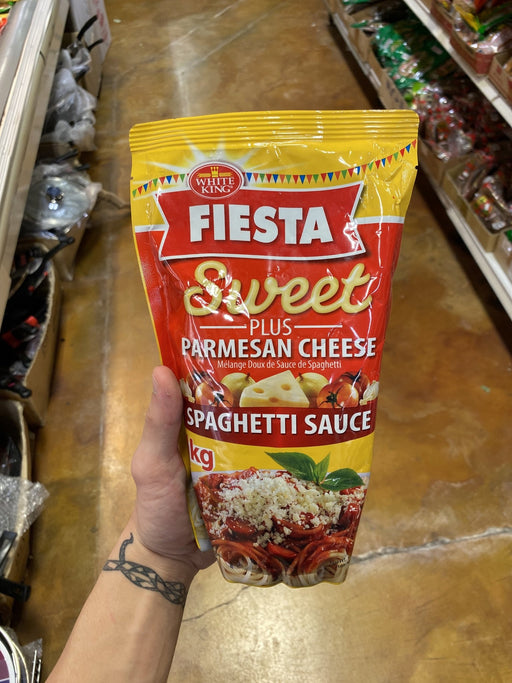 WHITE
KING
FIESTA
Sweet
PLUS
PARMESAN CHEESE
Mélange Doux de Sauce de Spaghetti
SPAGHETTI SAUCE
kg